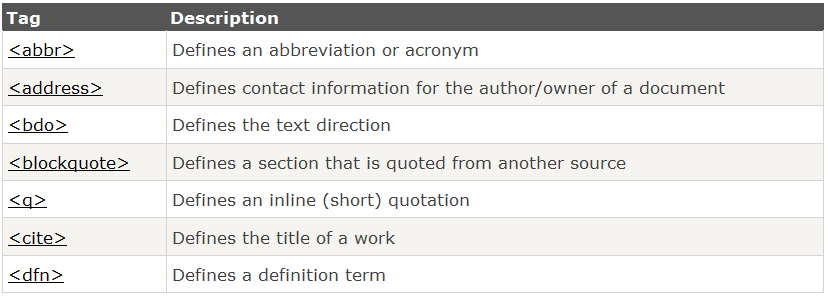 Tag Description
<abbr> Defines an abbreviation or acronym
<address> Defines contact information for the author/owner of a document
<bdo> Defines the text direction
<blockquote> Defines a section that is quoted from another source
<q> Defines an inline (short) quotation
<cite> Defines the title of a work
<dfn> Defines a definition term